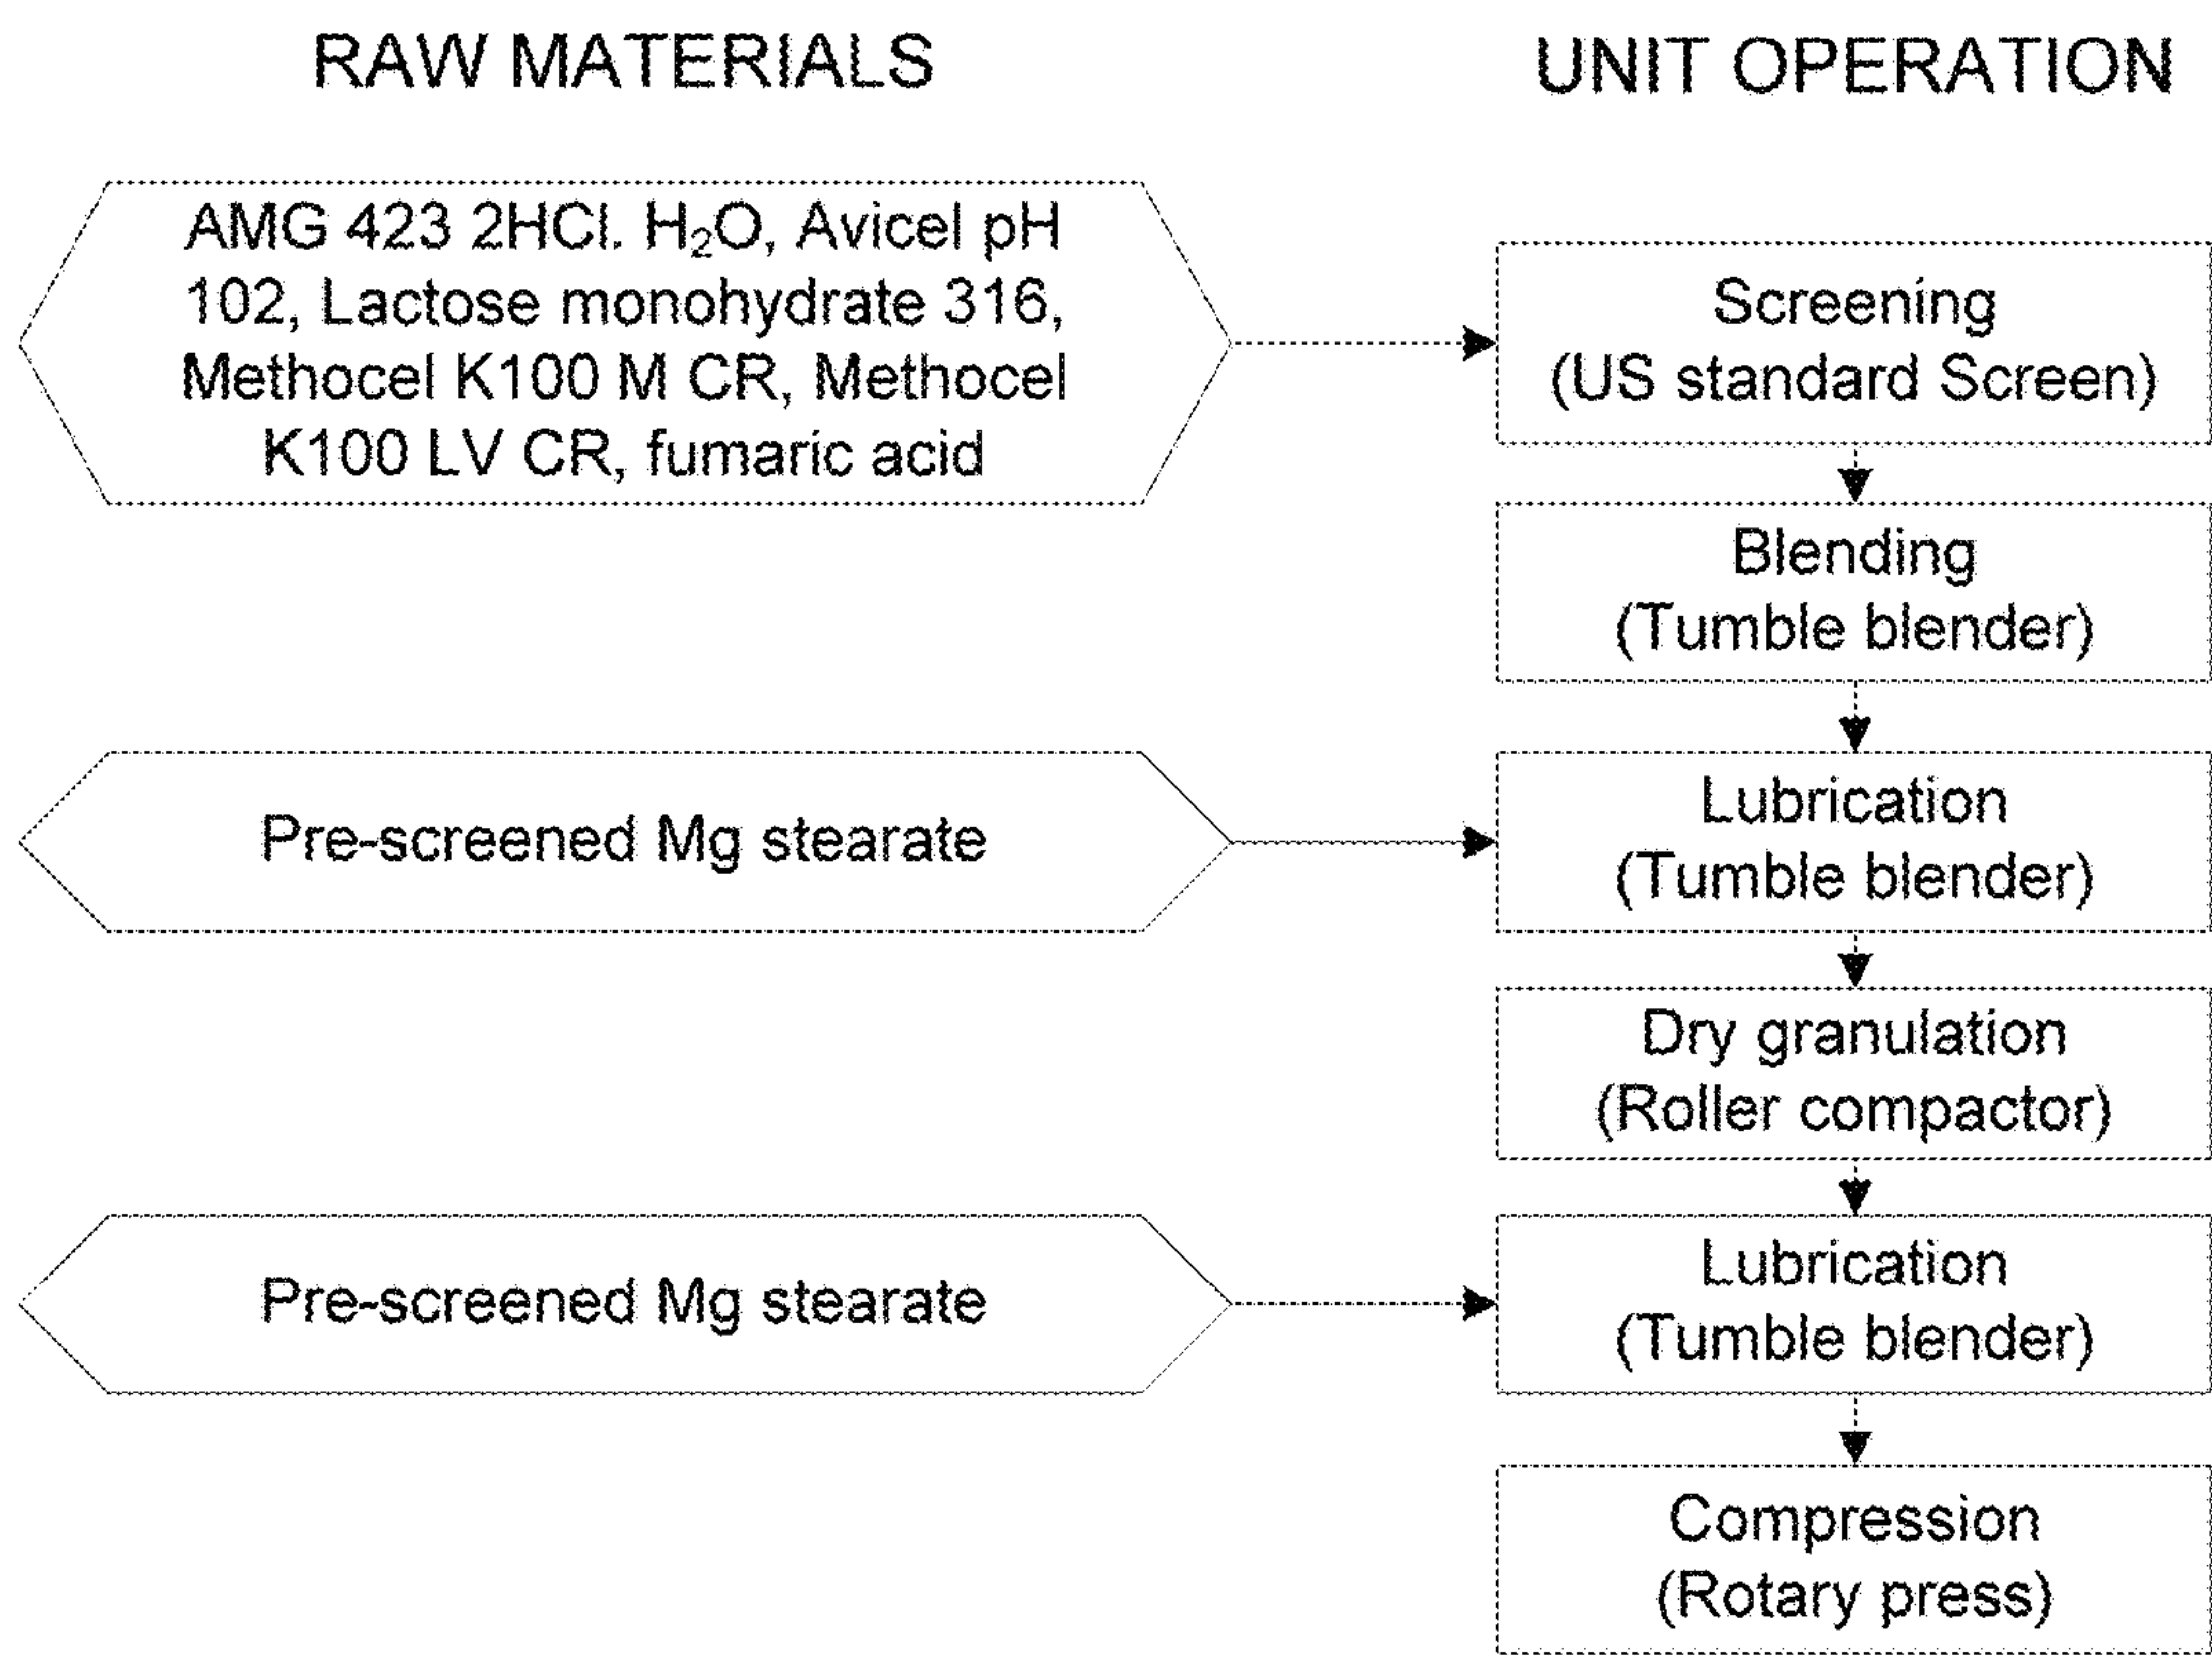 RAW MATERIALS
UNIT OPERATION
AMG 423 2HCl. H₂O, Avicel pH
102, Lactose monohydrate 316,
Methocel K100 M CR, Methocel
K100 LV CR, fumaric acid
Screening
(US standard Screen)
Blending
(Tumble blender)
Pre-screened Mg stearate
Lubrication
(Tumble blender)
Dry granulation
(Roller compactor)
Pre-screened Mg stearate
Lubrication
(Tumble blender)
Compression
(Rotary press)